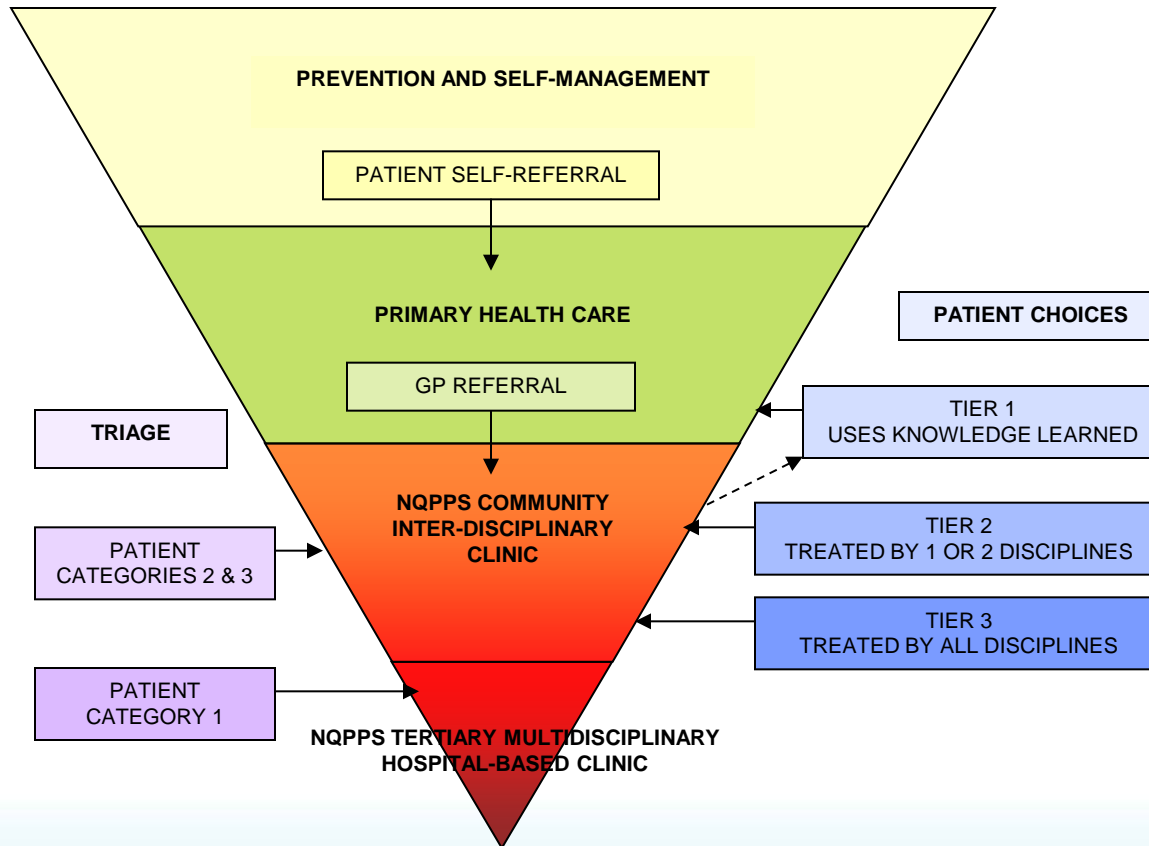 PREVENTION AND SELF-MANAGEMENT
PATIENT SELF-REFERRAL
PRIMARY HEALTH CARE
GP REFERRAL
NQPPS COMMUNITY
INTER-DISCIPLINARY
CLINIC
NQPPS TERTIARY MULTIDISCIPLINARY
HOSPITAL-BASED CLINIC
TRIAGE
PATIENT
CATEGORIES 2 & 3
PATIENT
CATEGORY 1
PATIENT CHOICES
TIER 1
USES KNOWLEDGE LEARNED
TIER 2
TREATED BY 1 OR 2 DISCIPLINES
TIER 3
TREATED BY ALL DISCIPLINES